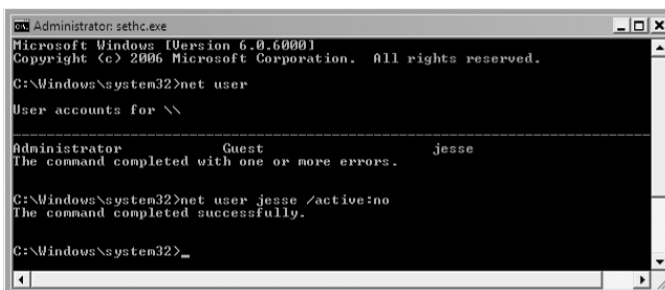 Administrator: sethc.exe
Microsoft Windows [Version 6.0.6000]
Copyright (c) 2006 Microsoft Corporation.  All rights reserved.
C:\Windows\system32>net user
User accounts for \\
-------------------------------------------------------------------------------
Administrator            Guest                    jesse
The command completed with one or more errors.
C:\Windows\system32>net user jesse /active:no
The command completed successfully.
C:\Windows\system32>_